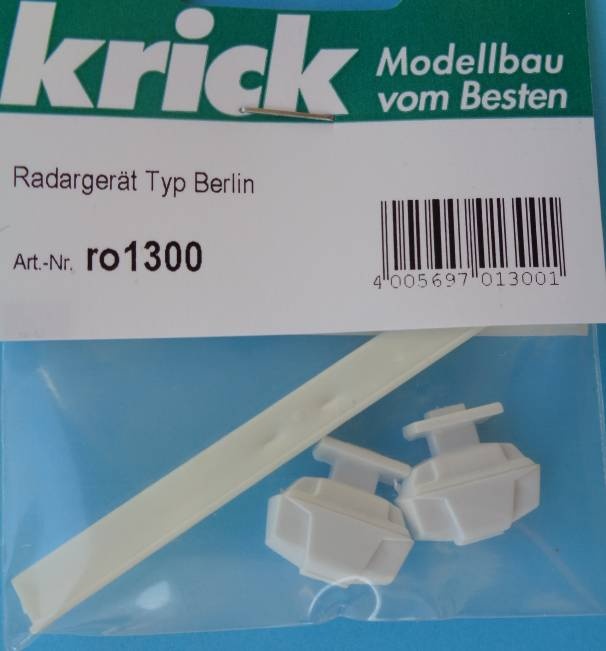 krick
Modellbau
vom Besten
Radargerät Typ Berlin
Art.-Nr. ro1300
4 005697 013001